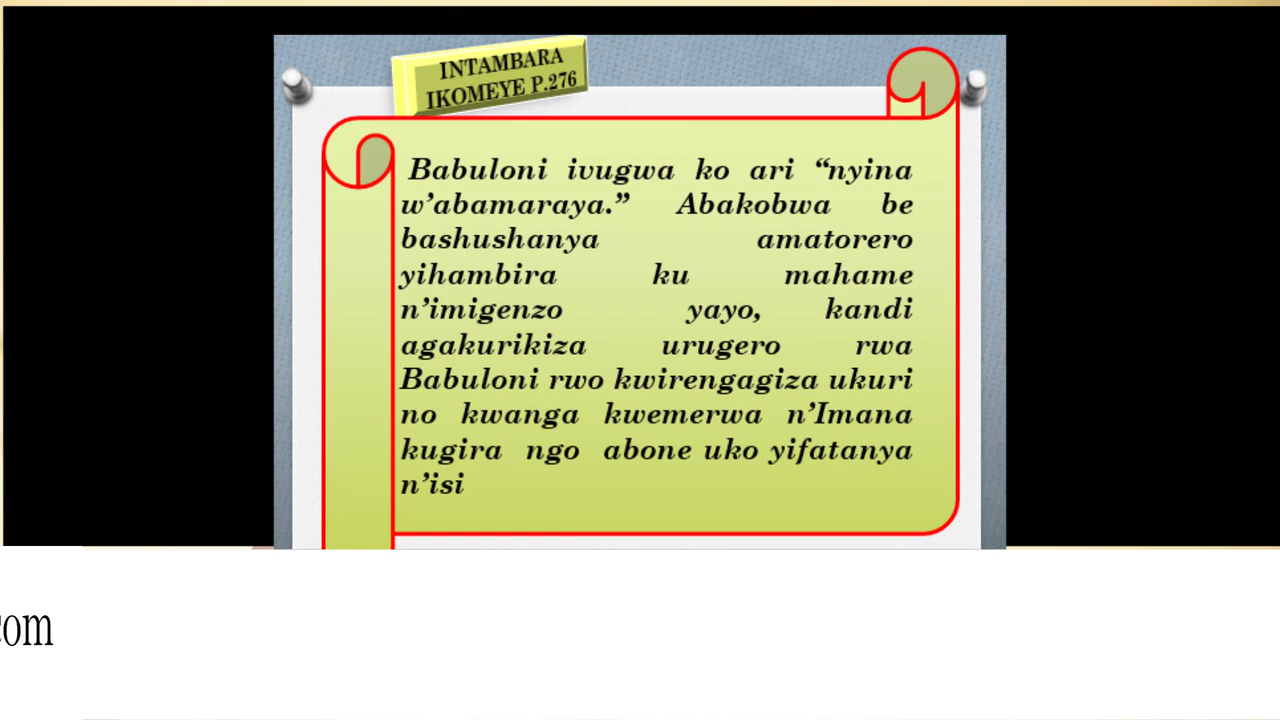 INTAMBARA
IKOMEYE P.276
Babuloni ivugwa ko ari “nyina
w’abamaraya.” Abakobwa be
bashushanya amatorero
yihambira ku mahame
n’imigenzo yayo, kandi
agakurikiza urugero rwa
Babuloni rwo kwirengagiza ukuri
no kwanga kwemerwa n’Imana
kugira ngo abone uko yifatanya
n’isi
com